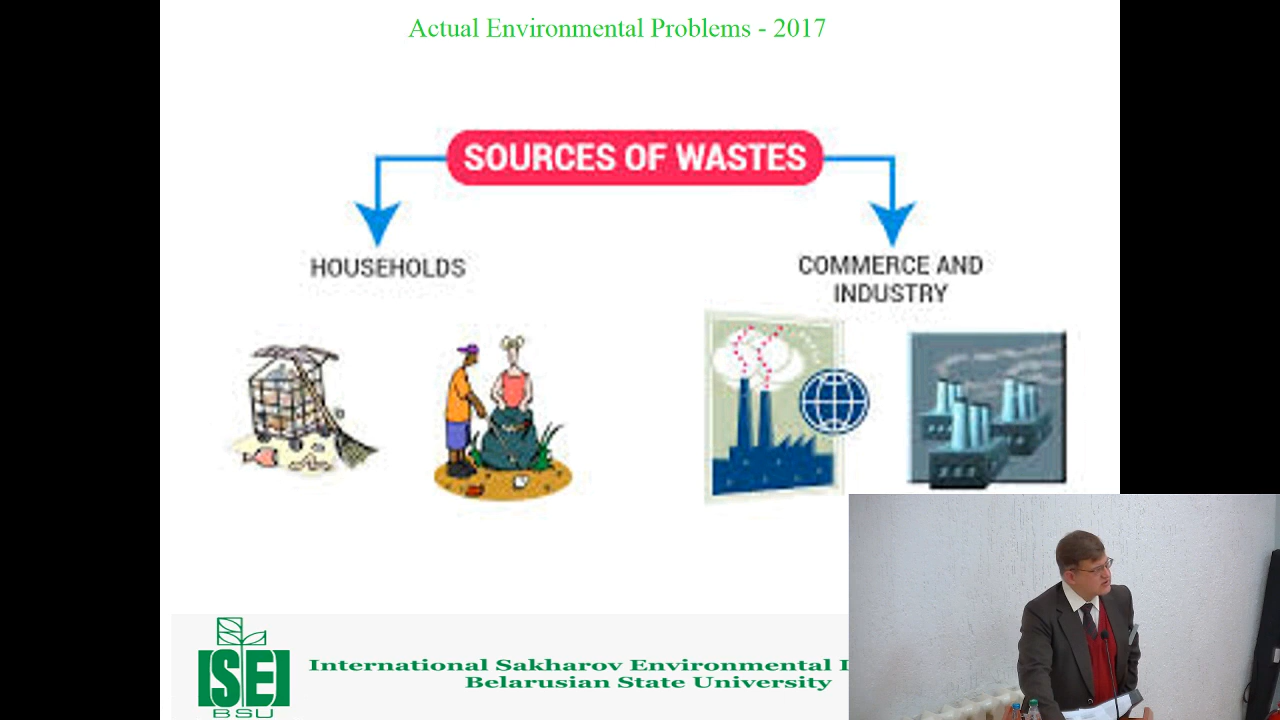 Actual Environmental Problems - 2017
SOURCES OF WASTES
HOUSEHOLDS
COMMERCE AND
INDUSTRY
ISEI
BSU
International Sakharov Environmental I
Belarusian State University